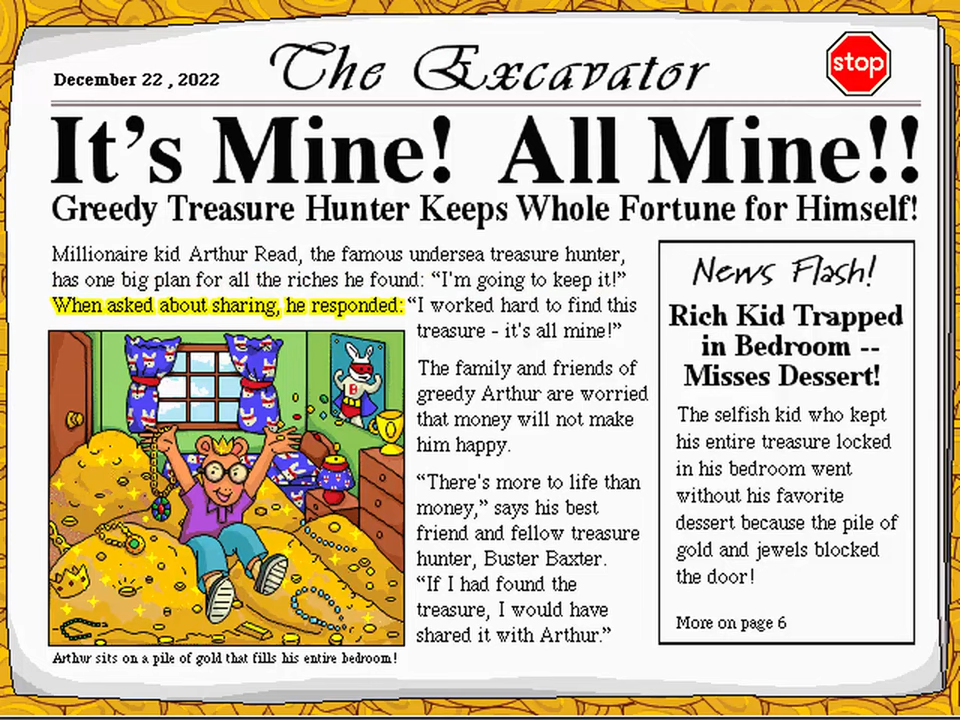 December 22 , 2022
The Excavator
stop
It's Mine! All Mine!!
Greedy Treasure Hunter Keeps Whole Fortune for Himself!
Millionaire kid Arthur Read, the famous undersea treasure hunter,
has one big plan for all the riches he found: “I'm going to keep it!”
When asked about sharing, he responded: “I worked hard to find this
treasure - it's all mine!”
The family and friends of
greedy Arthur are worried
that money will not make
him happy.
“There's more to life than
money,” says his best
friend and fellow treasure
hunter, Buster Baxter.
“If I had found the
treasure, I would have
shared it with Arthur.”
B
Arthur sits on a pile of gold that fills his entire bedroom!
News Flash!
Rich Kid Trapped
in Bedroom --
Misses Dessert!
The selfish kid who kept
his entire treasure locked
in his bedroom went
without his favorite
dessert because the pile of
gold and jewels blocked
the door!
More on page 6